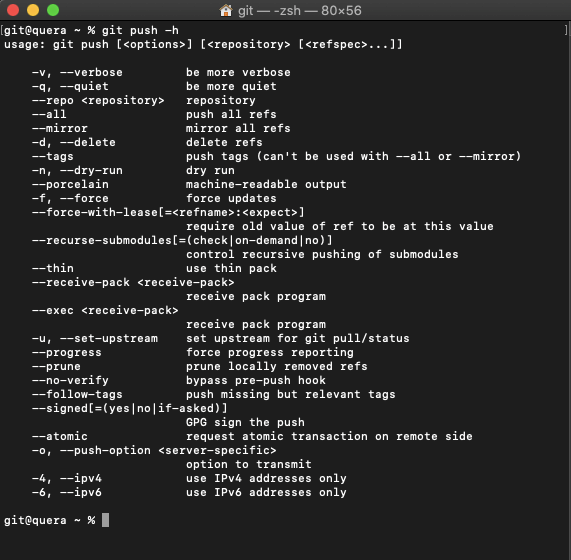 git — -zsh — 80×56
[git@quera ~ % git push -h ]
usage: git push [<options>] [<repository> [<refspec>...]]
-v, --verbose be more verbose
-q, --quiet be more quiet
--repo <repository> repository
--all push all refs
--mirror mirror all refs
-d, --delete delete refs
--tags push tags (can't be used with --all or --mirror)
-n, --dry-run dry run
--porcelain machine-readable output
-f, --force force updates
--force-with-lease[=<refname>:<expect>]
require old value of ref to be at this value
--recurse-submodules[=(check|on-demand|no)]
control recursive pushing of submodules
--thin use thin pack
--receive-pack <receive-pack>
receive pack program
--exec <receive-pack>
receive pack program
-u, --set-upstream set upstream for git pull/status
--progress force progress reporting
--prune prune locally removed refs
--no-verify bypass pre-push hook
--follow-tags push missing but relevant tags
--signed[=(yes|no|if-asked)]
GPG sign the push
--atomic request atomic transaction on remote side
-o, --push-option <server-specific>
option to transmit
-4, --ipv4 use IPv4 addresses only
-6, --ipv6 use IPv6 addresses only
git@quera ~ %